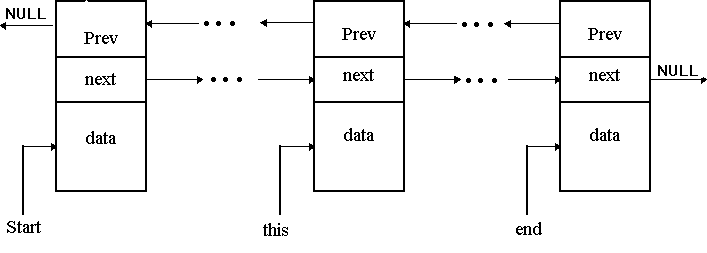 NULL
Prev
• • •
Prev
• • •
Prev
next
• • •
next
• • •
next
NULL
data
data
data
Start
this
end